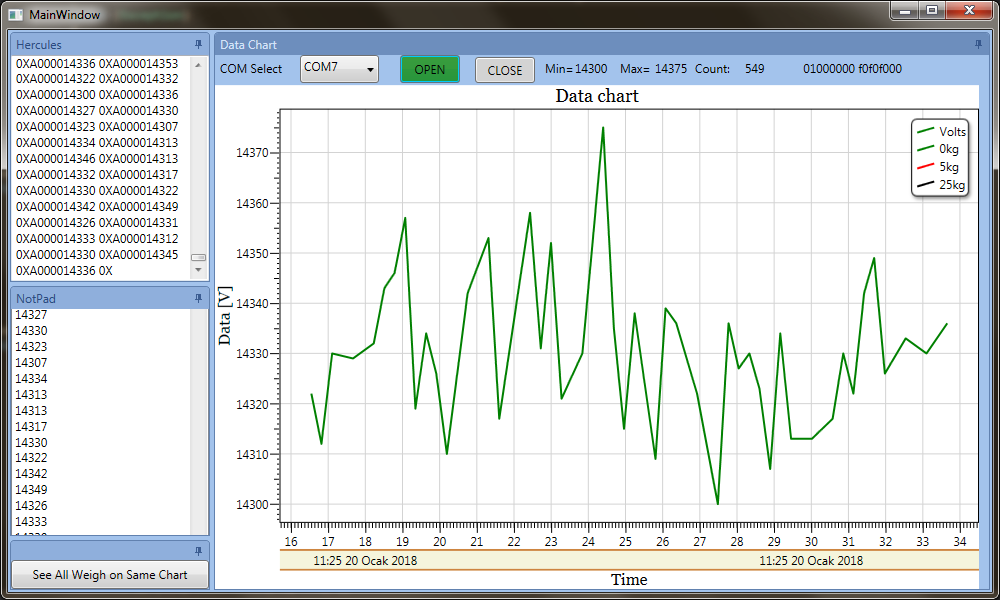 MainWindow
Hercules
0XA000014336 0XA000014353
0XA000014322 0XA000014332
0XA000014300 0XA000014336
0XA000014327 0XA000014330
0XA000014323 0XA000014307
0XA000014334 0XA000014313
0XA000014346 0XA000014313
0XA000014332 0XA000014317
0XA000014330 0XA000014322
0XA000014342 0XA000014349
0XA000014326 0XA000014331
0XA000014333 0XA000014312
0XA000014330 0XA000014345
0XA000014336 0X
NotPad
14327
14330
14323
14307
14334
14313
14313
14317
14330
14322
14342
14349
14326
14333
See All Weigh on Same Chart
Data Chart
COM Select COM7 OPEN CLOSE Min= 14300 Max= 14375 Count: 549 01000000 f0f0f000
Data chart
Volts
0kg
5kg
25kg
Data [V]
14370
14360
14350
14340
14330
14320
14310
14300
16 17 18 19 20 21 22 23 24 25 26 27 28 29 30 31 32 33 34
11:25 20 Ocak 2018 11:25 20 Ocak 2018
Time